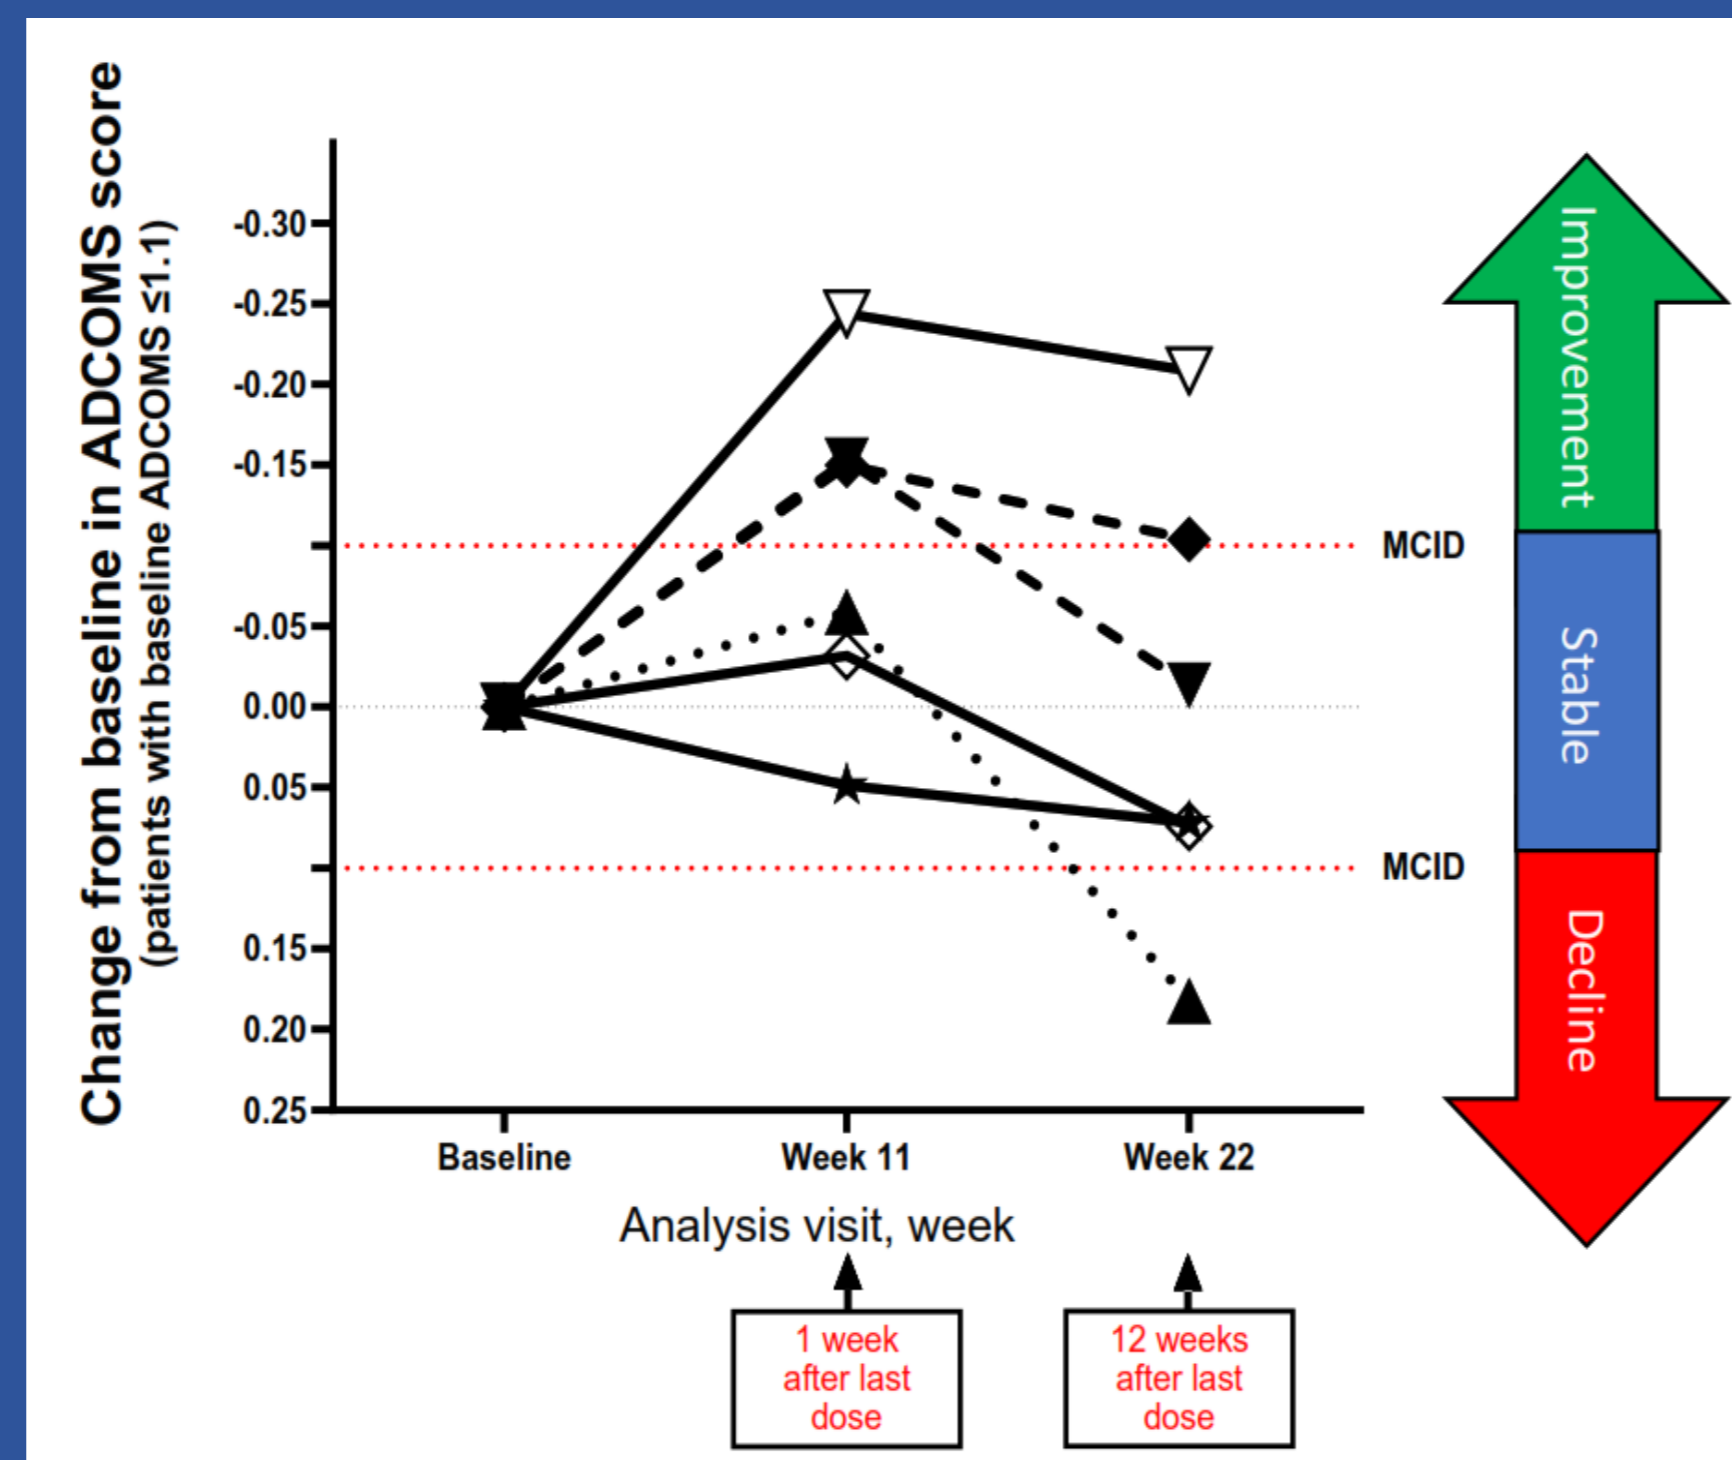 Change from baseline in ADCOMS score
(patients with baseline ADCOMS ≤1.1)
-0.30
-0.25
-0.20
-0.15
MCID
-0.05
0.00
0.05
MCID
0.15
0.20
0.25
Baseline
Week 11
Week 22
Analysis visit, week
1 week
after last
dose
12 weeks
after last
dose
Improvement
Stable
Decline